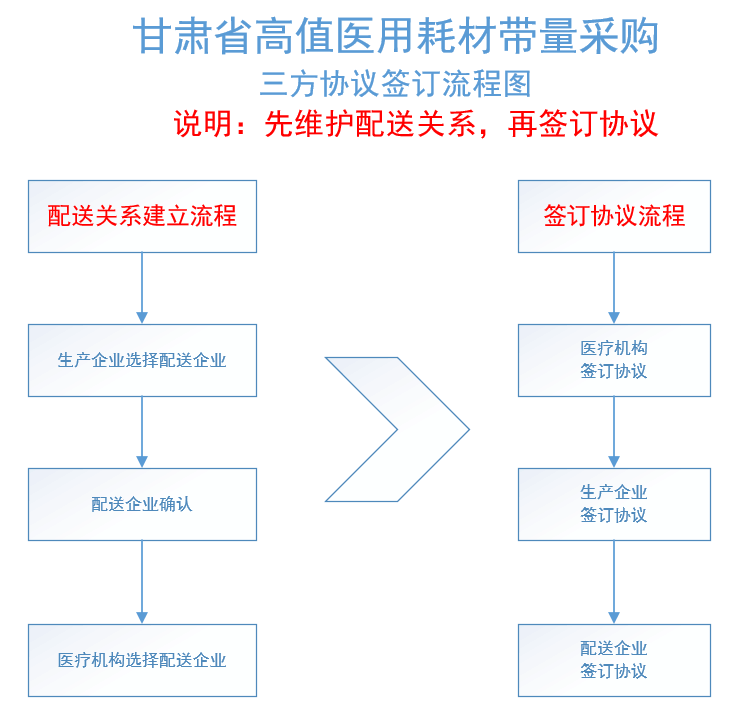 甘肃省高值医用耗材带量采购
三方协议签订流程图
说明：先维护配送关系，再签订协议
配送关系建立流程
生产企业选择配送企业
配送企业确认
医疗机构选择配送企业
签订协议流程
医疗机构
签订协议
生产企业
签订协议
配送企业
签订协议